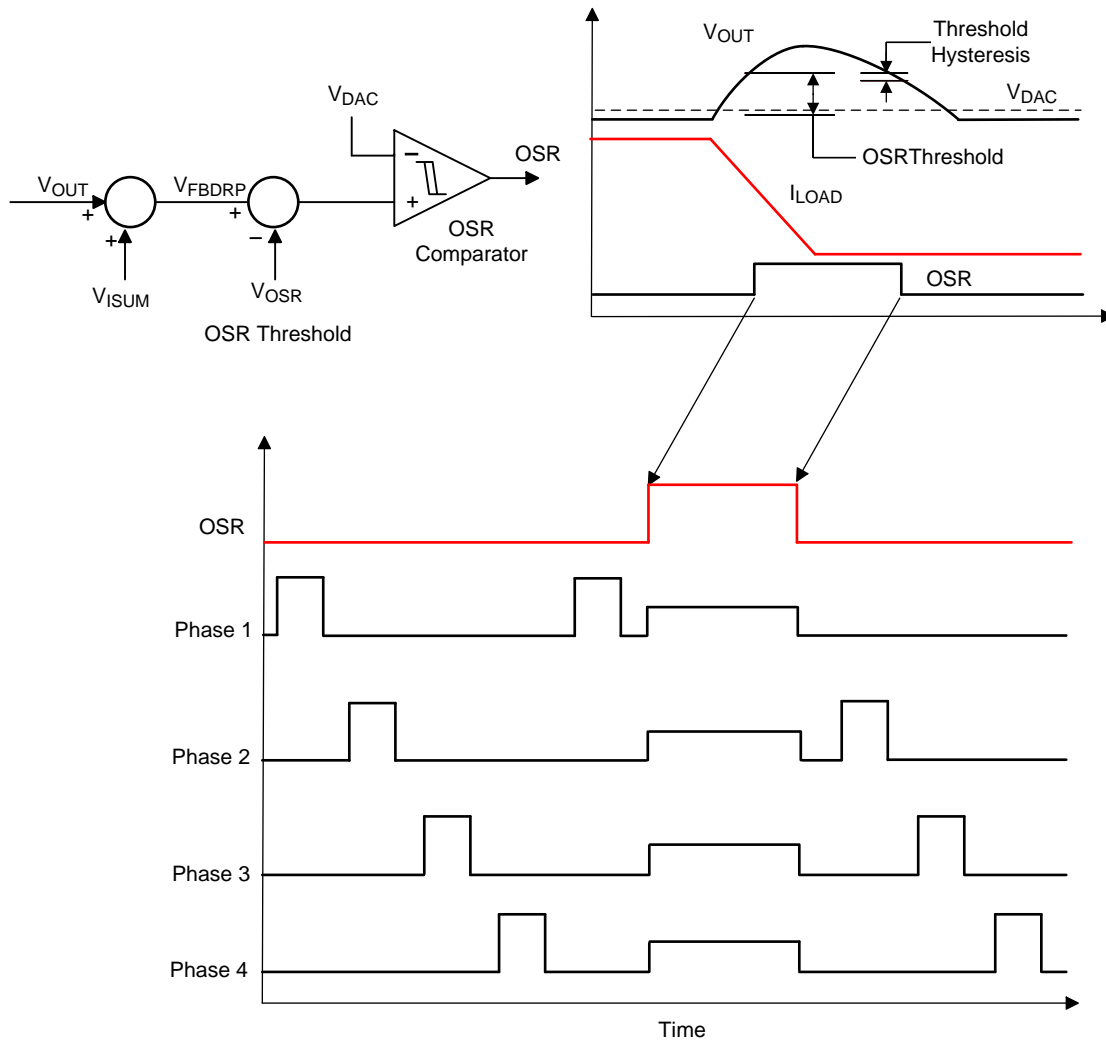 V_DAC
V_OUT
+
+
V_ISUM
V_FBDRP
+
−
V_OSR
OSR Threshold
−
+
OSR
OSR
Comparator
V_OUT
Threshold
Hysteresis
V_DAC
OSRThreshold
I_LOAD
OSR
OSR
Phase 1
Phase 2
Phase 3
Phase 4
Time